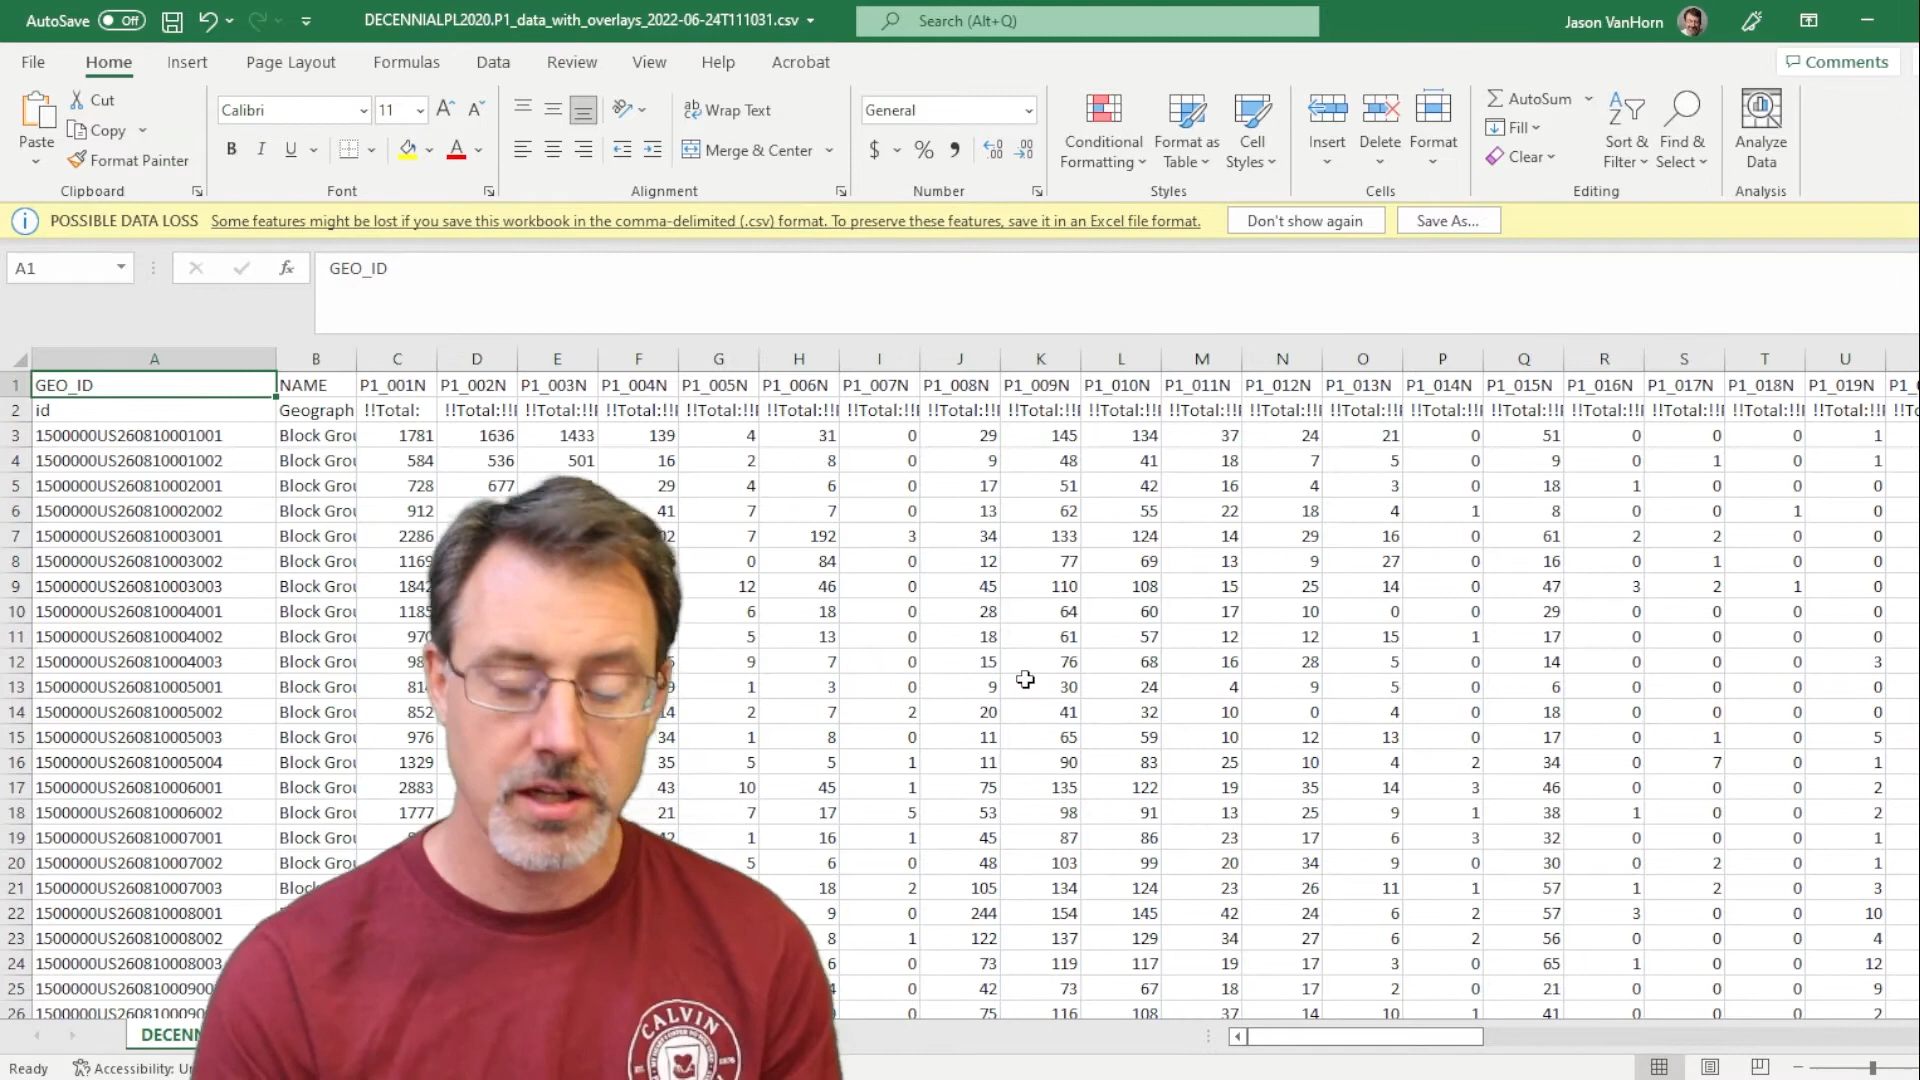 AutoSave Off DECENNIALPL2020.P1_data_with_overlays_2022-06-24T111031.csv Search (Alt+Q) Jason VanHorn
File Home Insert Page Layout Formulas Data Review View Help Acrobat Comments
Paste Cut Copy Format Painter Clipboard
Calibri 11 B I U A Font
Wrap Text Merge & Center Alignment
General $ % Number
Conditional Formatting Format as Table Cell Styles Styles
Insert Delete Format Cells
AutoSum Fill Clear Sort & Filter Find & Select Editing
Analyze Data Analysis
POSSIBLE DATA LOSS Some features might be lost if you save this workbook in the comma-delimited (.csv) format. To preserve these features, save it in an Excel file format. Don't show again Save As...
A1 fx GEO_ID
A B C D E F G H I J K L M N O P Q R S T U
1 GEO_ID NAME P1_001N P1_002N P1_003N P1_004N P1_005N P1_006N P1_007N P1_008N P1_009N P1_010N P1_011N P1_012N P1_013N P1_014N P1_015N P1_016N P1_017N P1_018N P1_019N
2 id Geograph !!Total: !!Total:!! !!Total:!! !!Total:!! !!Total:!! !!Total:!! !!Total:!! !!Total:!! !!Total:!! !!Total:!! !!Total:!! !!Total:!! !!Total:!! !!Total:!! !!Total:!! !!Total:!! !!Total:!! !!Total:!! !!Total:!!
3 1500000US260810001001 Block Grou 1781 1636 1433 139 4 31 0 29 145 134 37 24 21 0 51 0 0 0 1
4 1500000US260810001002 Block Grou 584 536 501 16 2 8 0 9 48 41 18 7 5 0 9 0 1 0 1
5 1500000US260810002001 Block Grou 728 677 29 4 6 0 17 51 42 16 4 3 0 18 1 0 0 0
6 1500000US260810002002 Block Grou 912 41 7 7 0 13 62 55 22 18 4 1 8 0 0 1 0
7 1500000US260810003001 Block Grou 2286 7 192 3 34 133 124 14 29 16 0 61 2 2 0 0
8 1500000US260810003002 Block Grou 1169 0 84 0 12 77 69 13 9 27 0 16 0 1 0 0
9 1500000US260810003003 Block Grou 1842 12 46 0 45 110 108 15 25 14 0 47 3 2 1 0
10 1500000US260810004001 Block Grou 1185 6 18 0 28 64 60 17 10 0 0 29 0 0 0 0
11 1500000US260810004002 Block Grou 970 5 13 0 18 61 57 12 12 15 1 17 0 0 0 0
12 1500000US260810004003 Block Grou 9 7 0 15 76 68 16 28 5 0 14 0 0 0 3
13 1500000US260810005001 Block Grou 1 3 0 9 30 24 4 9 5 0 6 0 0 0 0
14 1500000US260810005002 Block Grou 852 14 2 7 2 20 41 32 10 0 4 0 18 0 0 0 0
15 1500000US260810005003 Block Grou 976 34 1 8 0 11 65 59 10 12 13 0 17 0 1 0 5
16 1500000US260810005004 Block Grou 1329 35 5 5 1 11 90 83 25 10 4 2 34 0 7 0 1
17 1500000US260810006001 Block Grou 2883 43 10 45 1 75 135 122 19 35 14 3 46 0 0 0 2
18 1500000US260810006002 Block Grou 1777 21 7 17 5 53 98 91 13 25 9 1 38 1 0 0 2
19 1500000US260810007001 Block Grou 1 16 1 45 87 86 23 17 6 3 32 0 0 0 1
20 1500000US260810007002 Block Grou 5 6 0 48 103 99 20 34 9 0 30 0 2 0 1
21 1500000US260810007003 Block 18 2 105 134 124 23 26 11 1 57 1 2 0 3
22 1500000US260810008001 9 0 244 154 145 42 24 6 2 57 3 0 0 10
23 1500000US260810008002 8 1 122 137 129 34 27 6 2 56 0 0 0 4
24 1500000US260810008003 6 0 73 119 117 19 17 3 0 65 1 0 0 12
25 1500000US260810000900 0 42 73 67 18 17 2 0 21 0 0 0 9
26 0 75 116 108 37 14 10 1 41 0 0 0 2
DECENN
CALVIN
Ready Accessibility: